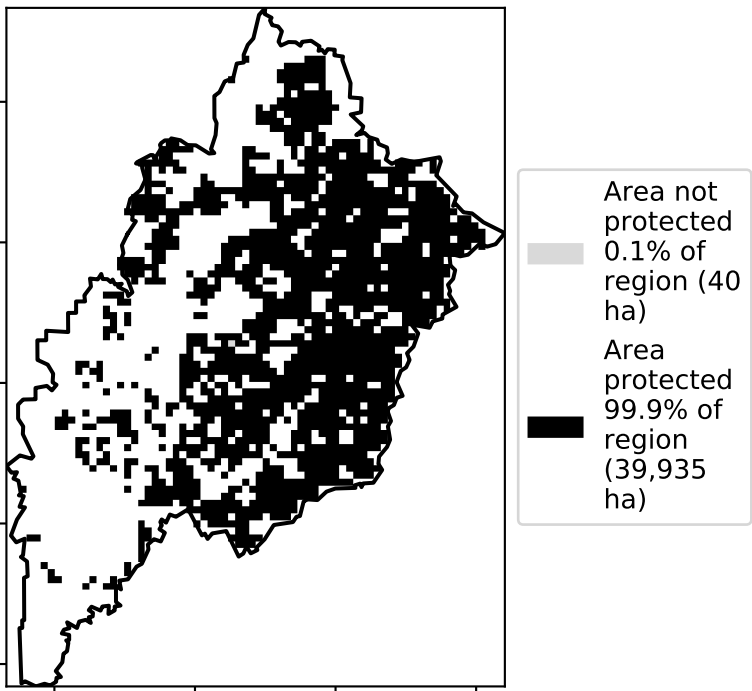 Area not
protected
0.1% of
region (40
ha)
Area
protected
99.9% of
region
(39,935
ha)